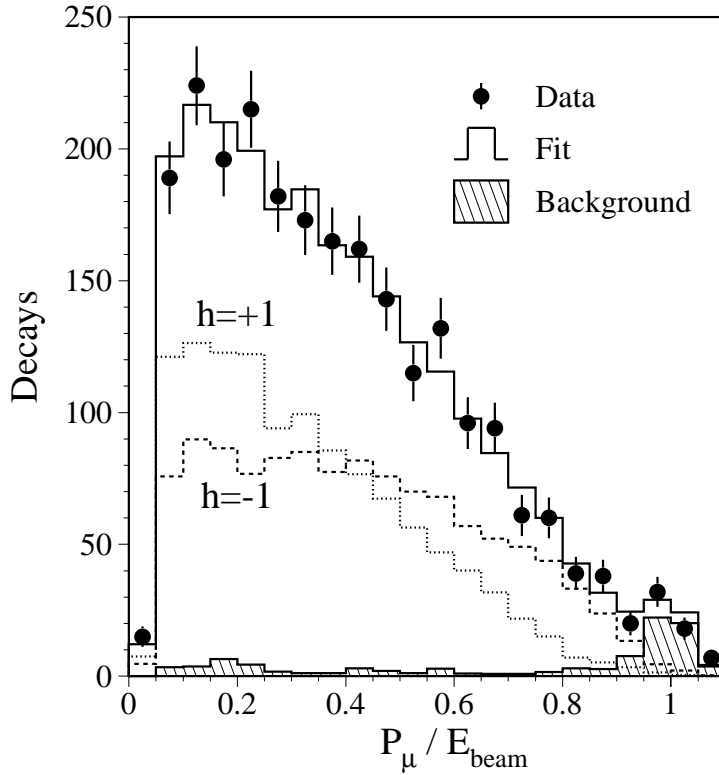 250
200
150
100
50
0
Decays
Data
Fit
Background
h=+1
h=-1
0
0.2
0.4
0.6
0.8
1
P_μ / E_beam